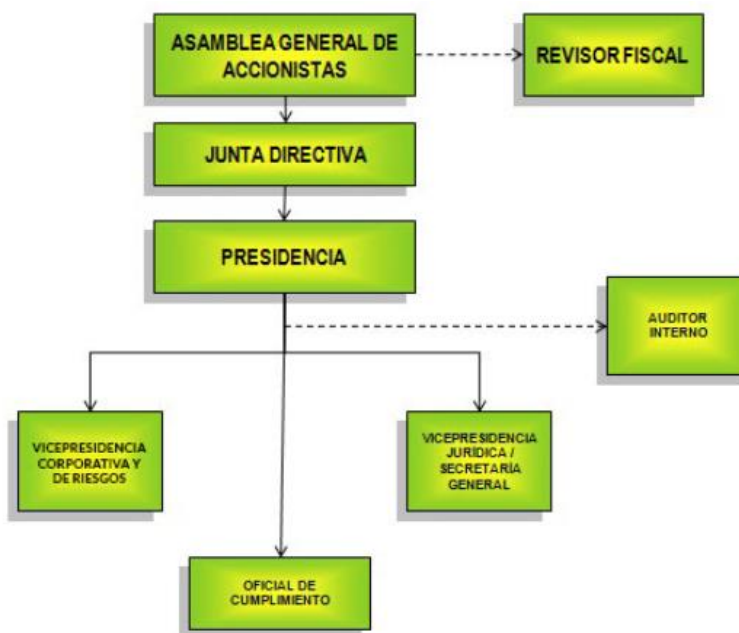 ASAMBLEA GENERAL DE
ACCIONISTAS
REVISOR FISCAL
JUNTA DIRECTIVA
PRESIDENCIA
AUDITOR
INTERNO
VICEPRESIDENCIA
CORPORATIVA Y
DE RIESGOS
VICEPRESIDENCIA
JURÍDICA /
SECRETARÍA
GENERAL
OFICIAL DE
CUMPLIMIENTO